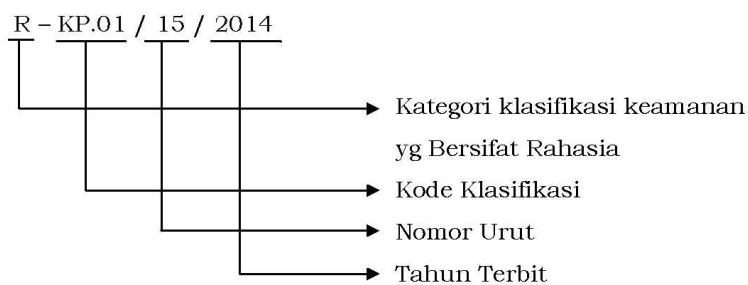 R – KP.01 / 15 / 2014
Kategori klasifikasi keamanan
yg Bersifat Rahasia
Kode Klasifikasi
Nomor Urut
Tahun Terbit